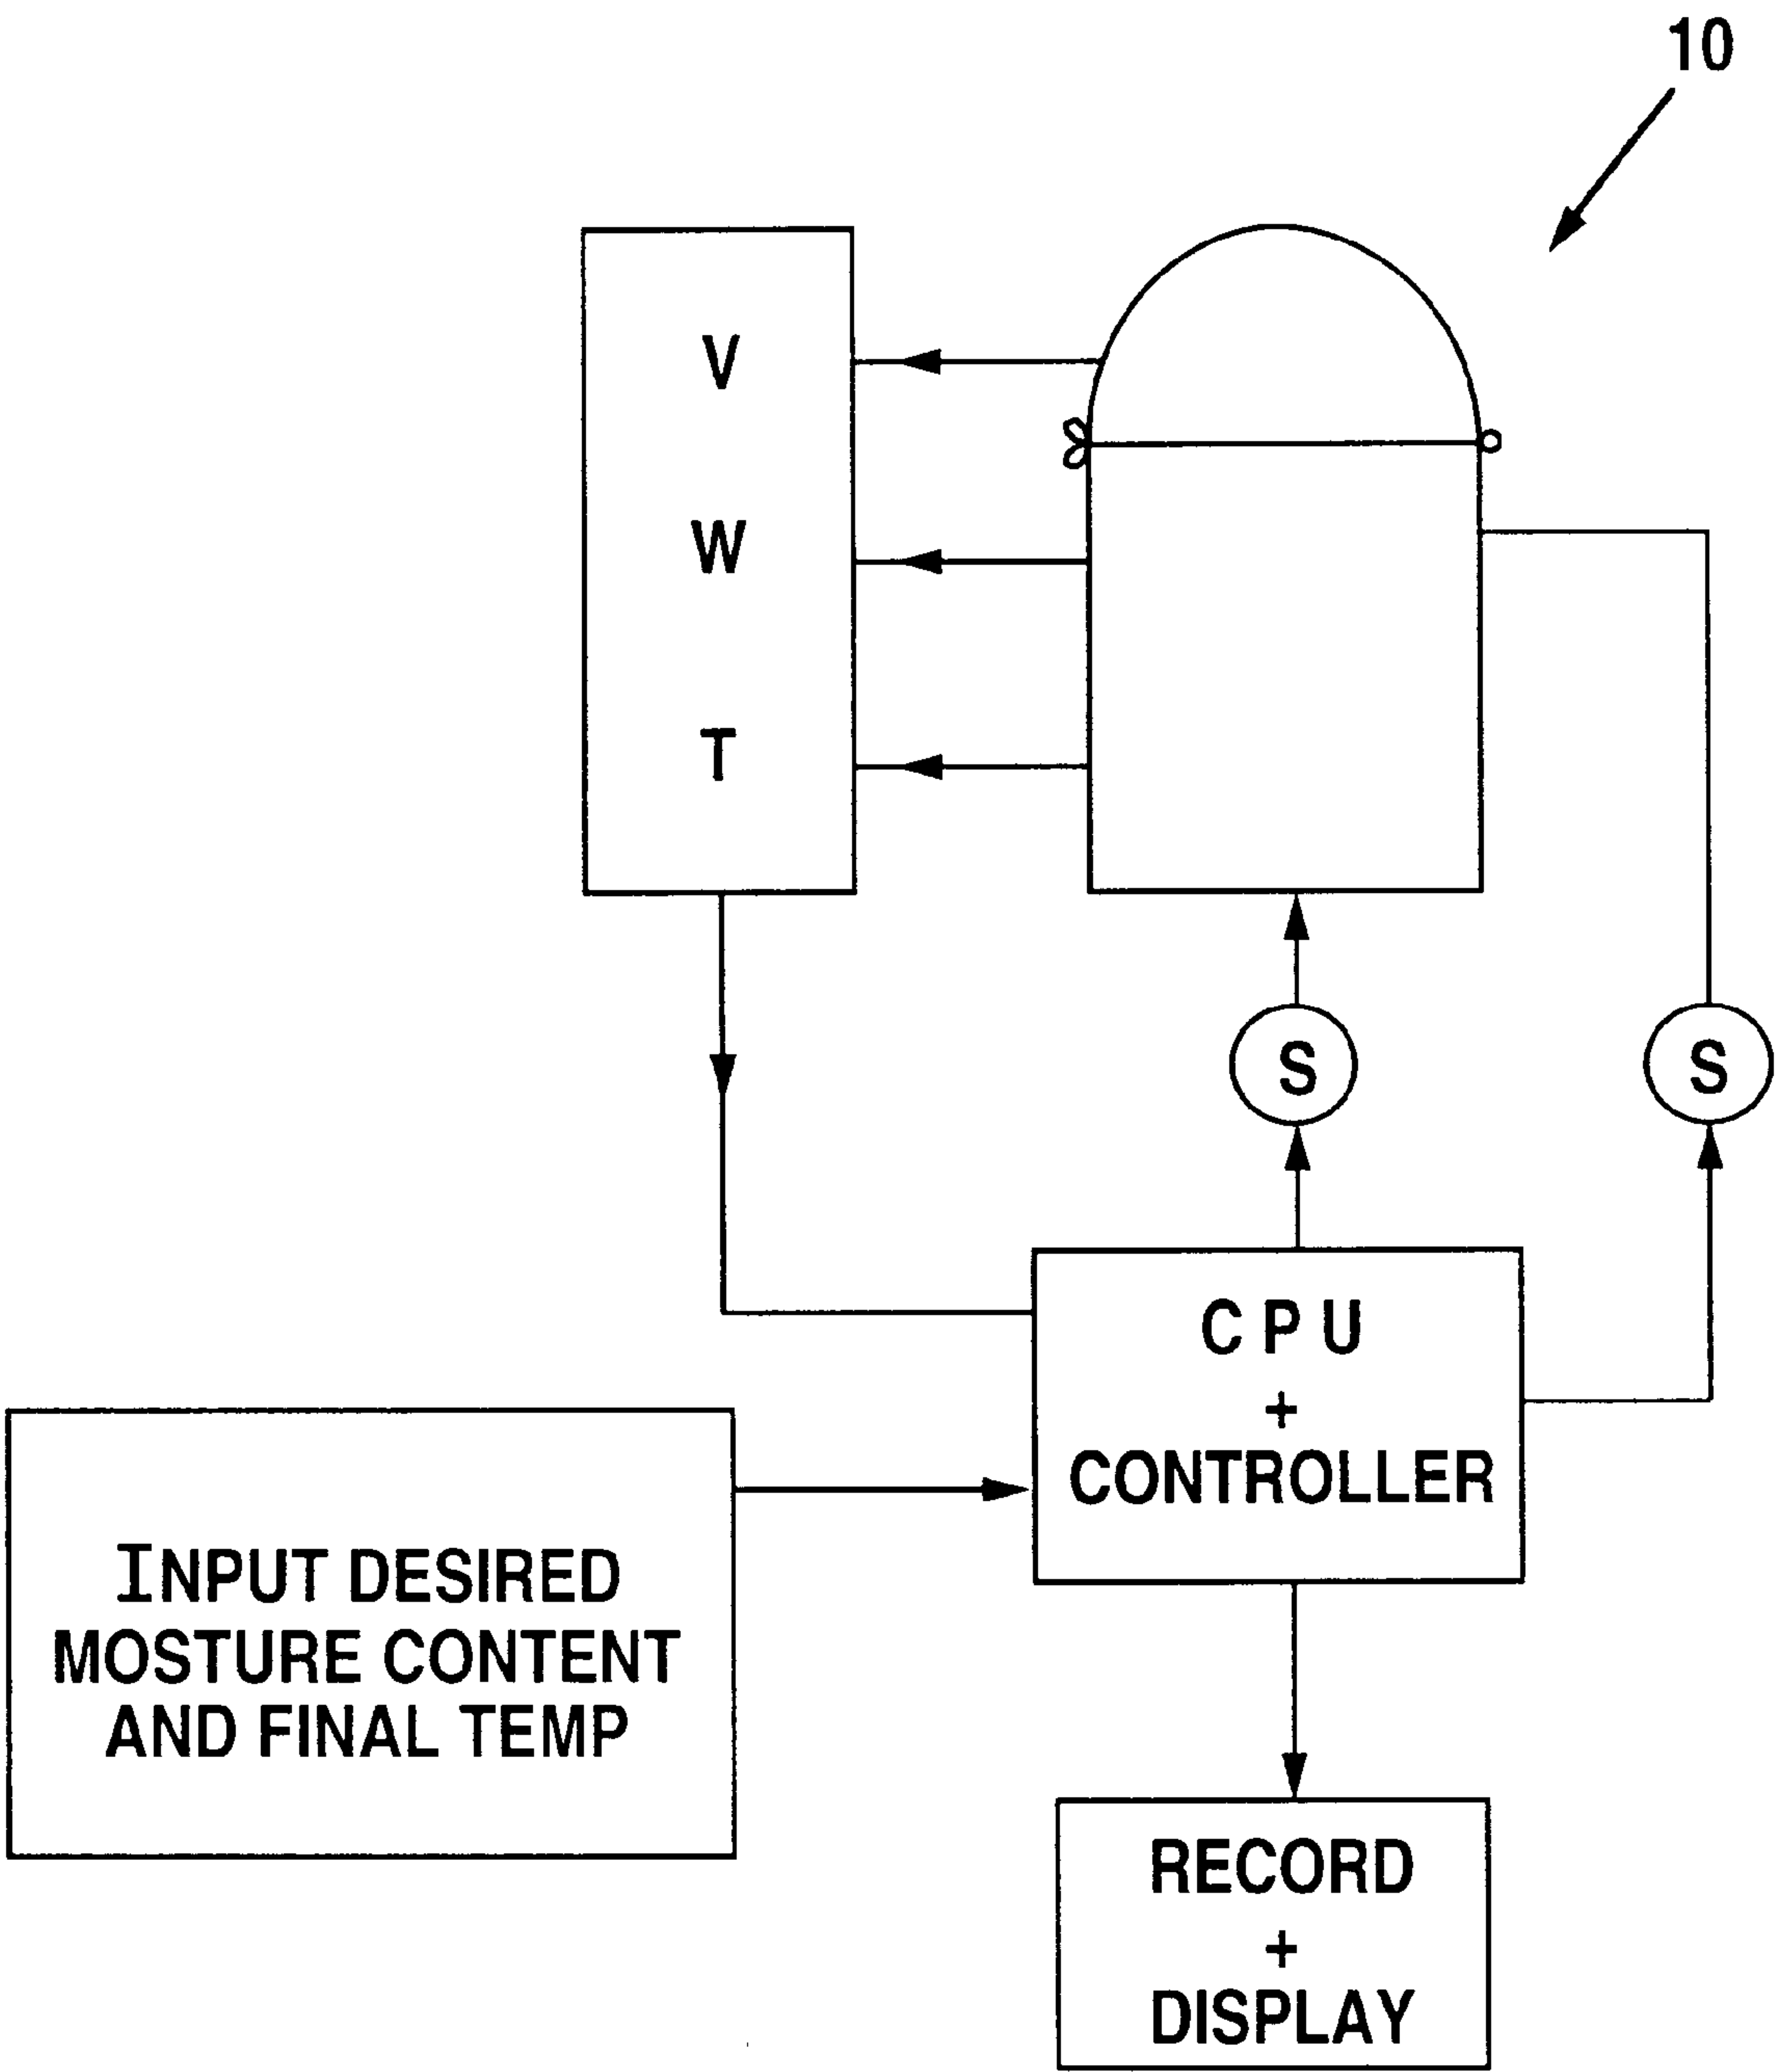 10
V
W
T
S
S
C P U
+
CONTROLLER
INPUT DESIRED
MOSTURE CONTENT
AND FINAL TEMP
RECORD
+
DISPLAY